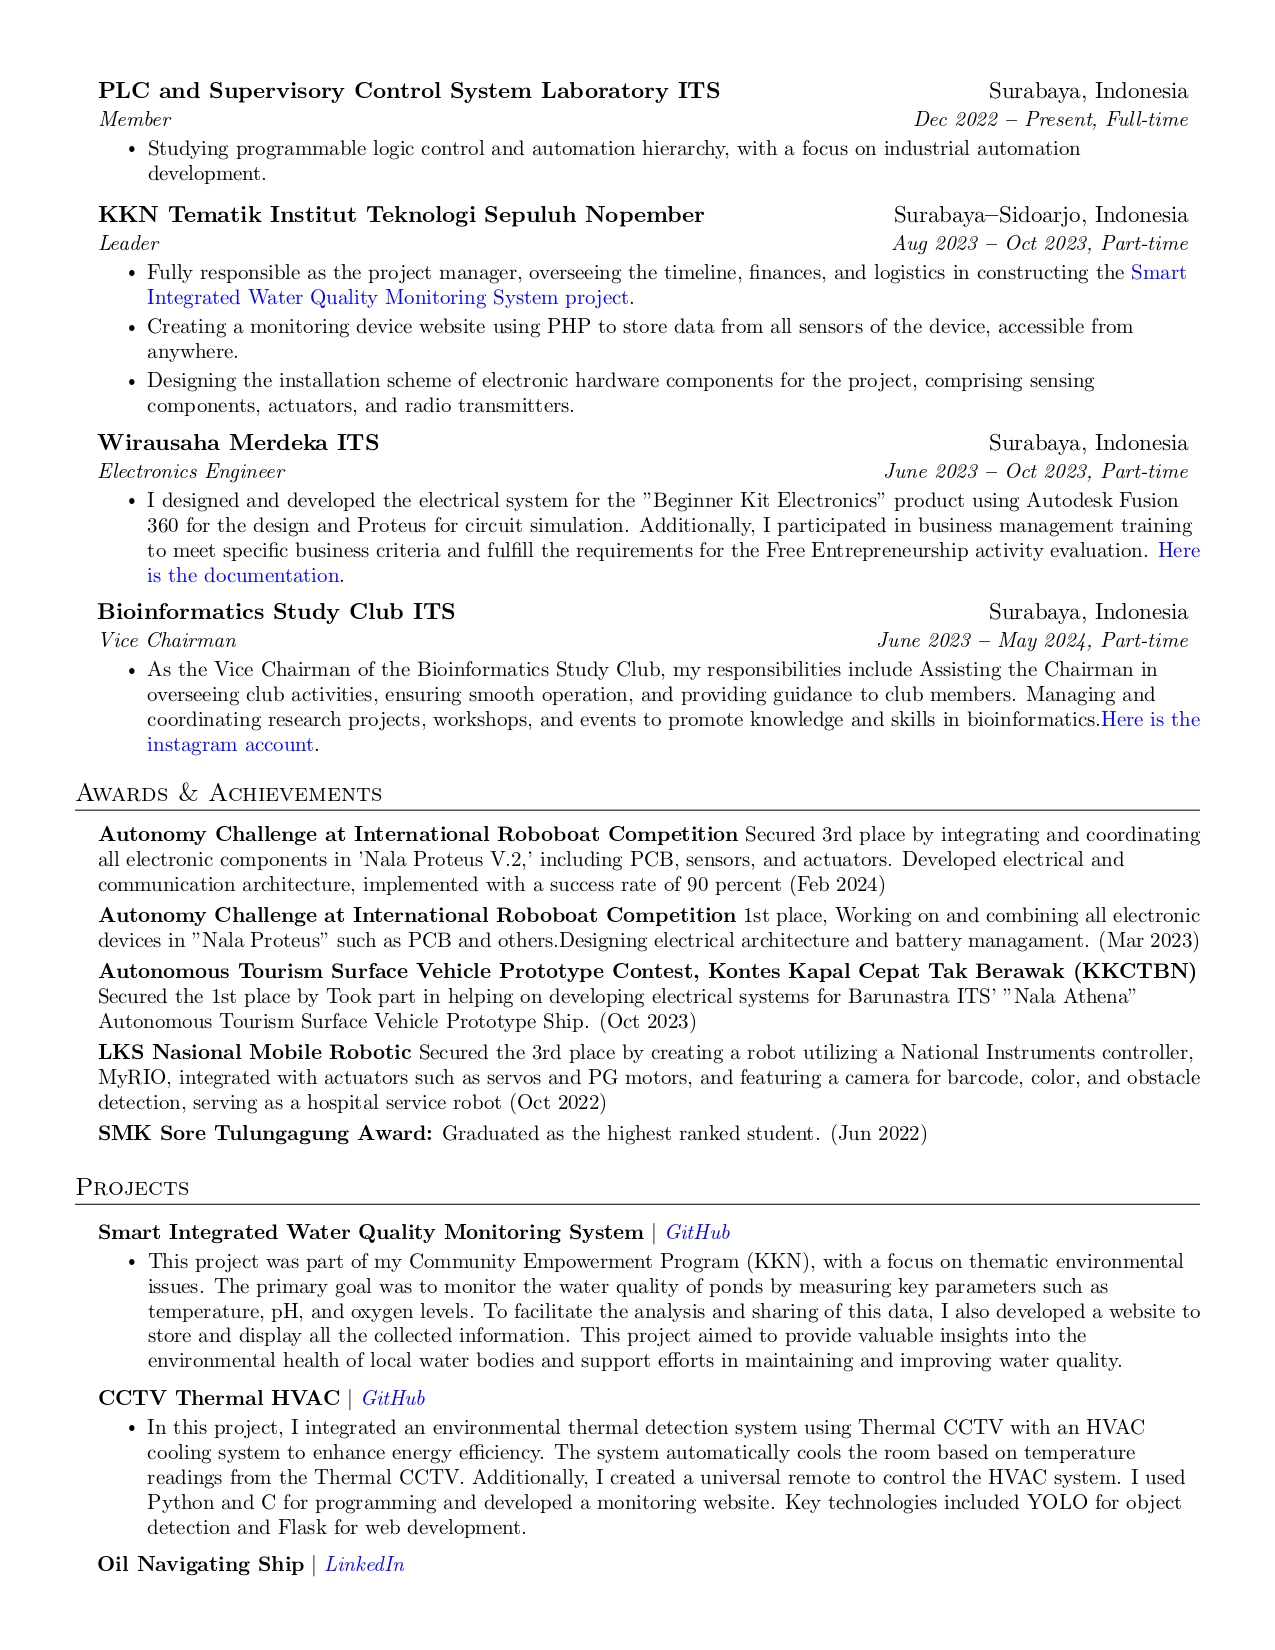 PLC and Supervisory Control System Laboratory ITS Surabaya, Indonesia
Member Dec 2022 – Present, Full-time
• Studying programmable logic control and automation hierarchy, with a focus on industrial automation
development.
KKN Tematik Institut Teknologi Sepuluh Nopember Surabaya–Sidoarjo, Indonesia
Leader Aug 2023 – Oct 2023, Part-time
• Fully responsible as the project manager, overseeing the timeline, finances, and logistics in constructing the Smart
Integrated Water Quality Monitoring System project.
• Creating a monitoring device website using PHP to store data from all sensors of the device, accessible from
anywhere.
• Designing the installation scheme of electronic hardware components for the project, comprising sensing
components, actuators, and radio transmitters.
Wirausaha Merdeka ITS Surabaya, Indonesia
Electronics Engineer June 2023 – Oct 2023, Part-time
• I designed and developed the electrical system for the ”Beginner Kit Electronics” product using Autodesk Fusion
360 for the design and Proteus for circuit simulation. Additionally, I participated in business management training
to meet specific business criteria and fulfill the requirements for the Free Entrepreneurship activity evaluation. Here
is the documentation.
Bioinformatics Study Club ITS Surabaya, Indonesia
Vice Chairman June 2023 – May 2024, Part-time
• As the Vice Chairman of the Bioinformatics Study Club, my responsibilities include Assisting the Chairman in
overseeing club activities, ensuring smooth operation, and providing guidance to club members. Managing and
coordinating research projects, workshops, and events to promote knowledge and skills in bioinformatics.Here is the
instagram account.
Awards & Achievements
Autonomy Challenge at International Roboboat Competition Secured 3rd place by integrating and coordinating
all electronic components in ’Nala Proteus V.2,’ including PCB, sensors, and actuators. Developed electrical and
communication architecture, implemented with a success rate of 90 percent (Feb 2024)
Autonomy Challenge at International Roboboat Competition 1st place, Working on and combining all electronic
devices in ”Nala Proteus” such as PCB and others.Designing electrical architecture and battery managament. (Mar 2023)
Autonomous Tourism Surface Vehicle Prototype Contest, Kontes Kapal Cepat Tak Berawak (KKCTBN)
Secured the 1st place by Took part in helping on developing electrical systems for Barunastra ITS’ ”Nala Athena”
Autonomous Tourism Surface Vehicle Prototype Ship. (Oct 2023)
LKS Nasional Mobile Robotic Secured the 3rd place by creating a robot utilizing a National Instruments controller,
MyRIO, integrated with actuators such as servos and PG motors, and featuring a camera for barcode, color, and obstacle
detection, serving as a hospital service robot (Oct 2022)
SMK Sore Tulungagung Award: Graduated as the highest ranked student. (Jun 2022)
Projects
Smart Integrated Water Quality Monitoring System | GitHub
• This project was part of my Community Empowerment Program (KKN), with a focus on thematic environmental
issues. The primary goal was to monitor the water quality of ponds by measuring key parameters such as
temperature, pH, and oxygen levels. To facilitate the analysis and sharing of this data, I also developed a website to
store and display all the collected information. This project aimed to provide valuable insights into the
environmental health of local water bodies and support efforts in maintaining and improving water quality.
CCTV Thermal HVAC | GitHub
• In this project, I integrated an environmental thermal detection system using Thermal CCTV with an HVAC
cooling system to enhance energy efficiency. The system automatically cools the room based on temperature
readings from the Thermal CCTV. Additionally, I created a universal remote to control the HVAC system. I used
Python and C for programming and developed a monitoring website. Key technologies included YOLO for object
detection and Flask for web development.
Oil Navigating Ship | LinkedIn